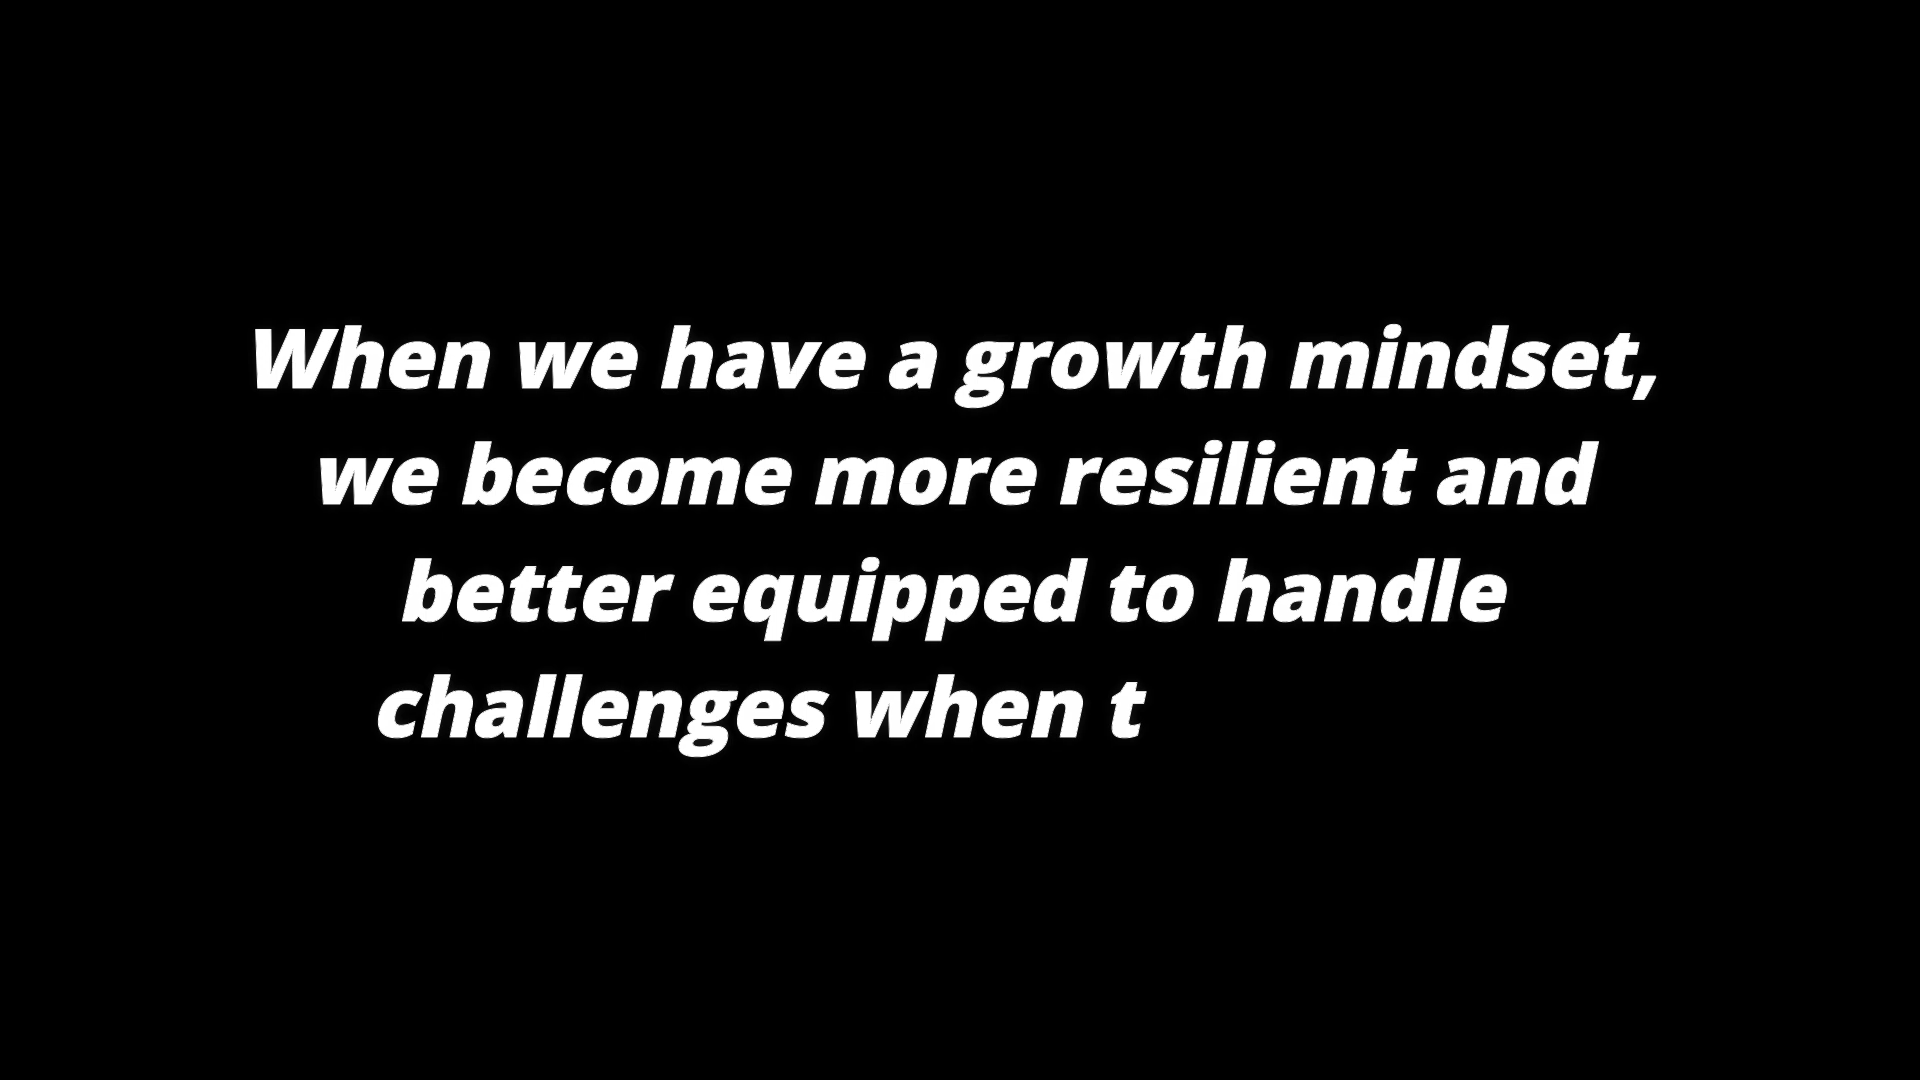 When we have a growth mindset,
we become more resilient and
better equipped to handle
challenges when t